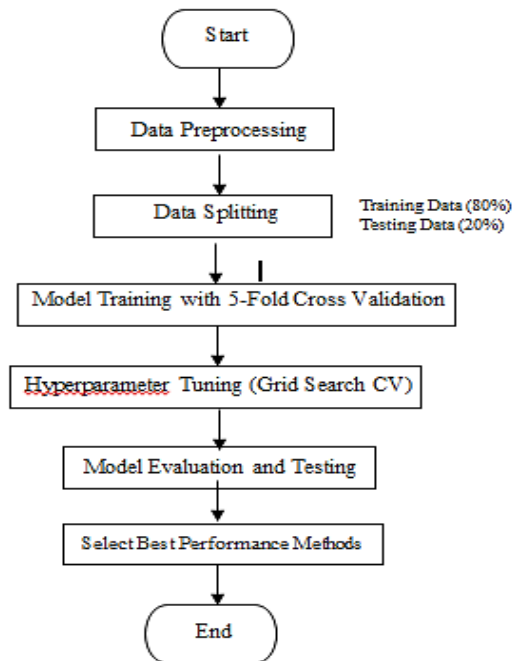 Start
Data Preprocessing
Data Splitting
Training Data (80%)
Testing Data (20%)
Model Training with 5-Fold Cross Validation
Hyperparameter Tuning (Grid Search CV)
Model Evaluation and Testing
Select Best Performance Methods
End